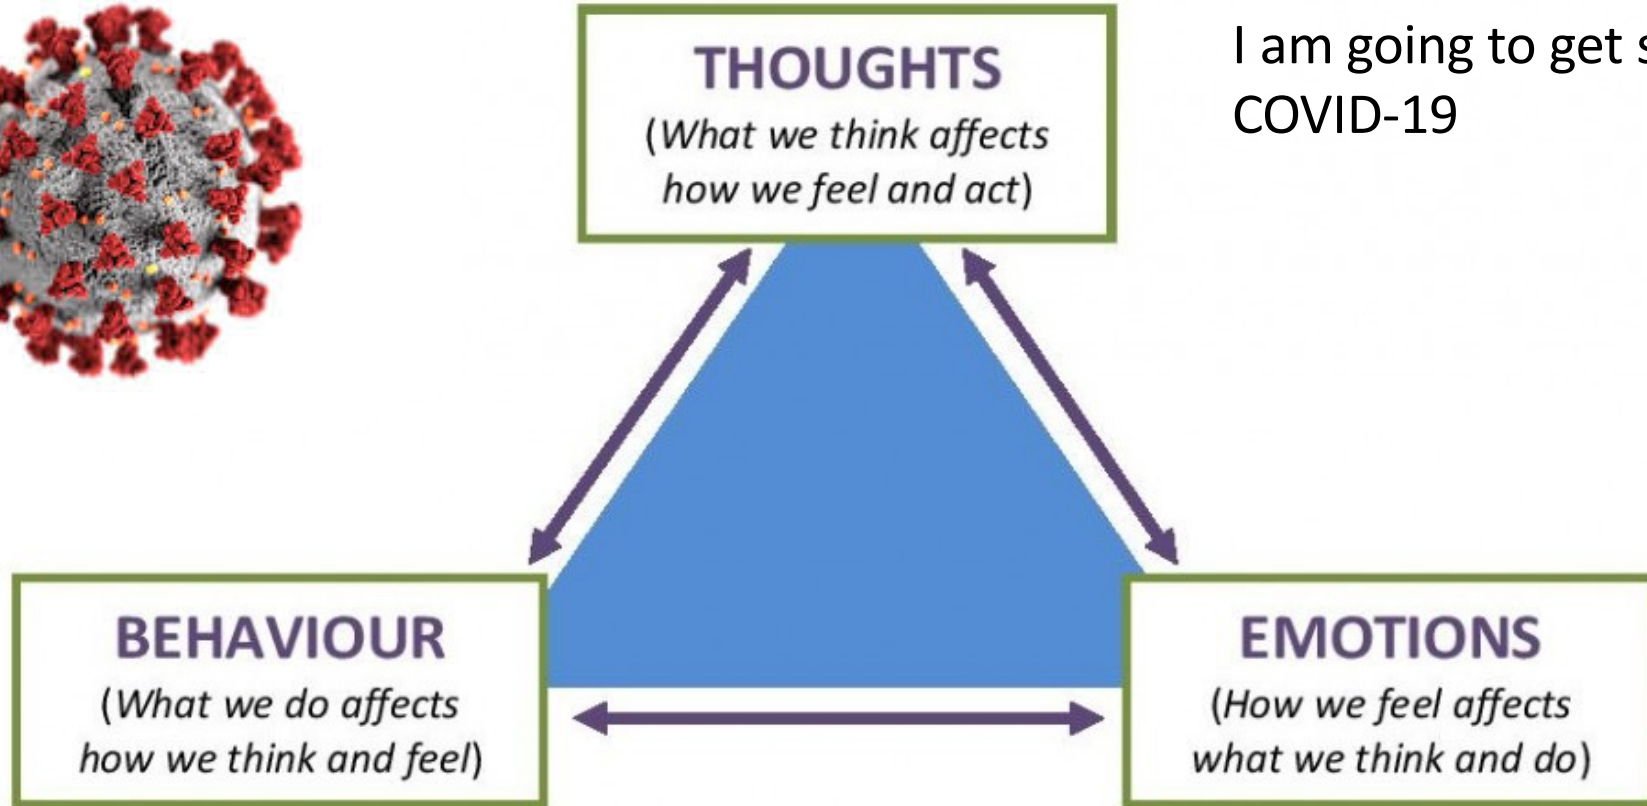 THOUGHTS
(What we think affects
how we feel and act)
I am going to get
COVID-19
BEHAVIOUR
(What we do affects
how we think and feel)
EMOTIONS
(How we feel affects
what we think and do)